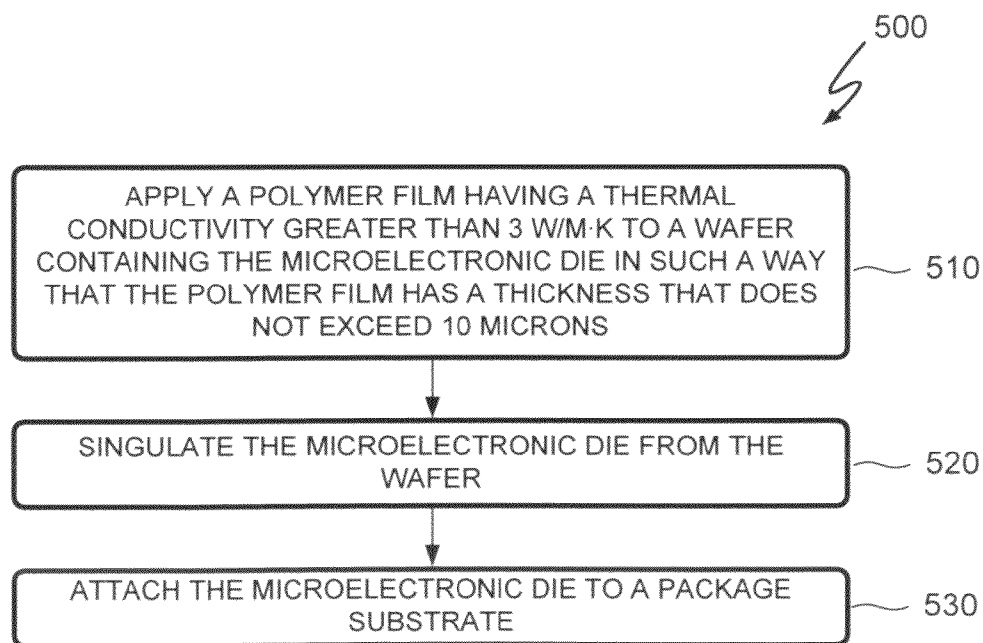 500
APPLY A POLYMER FILM HAVING A THERMAL
CONDUCTIVITY GREATER THAN 3 W/M·K TO A WAFER
CONTAINING THE MICROELECTRONIC DIE IN SUCH A WAY
THAT THE POLYMER FILM HAS A THICKNESS THAT DOES
NOT EXCEED 10 MICRONS
510
SINGULATE THE MICROELECTRONIC DIE FROM THE
WAFER
520
ATTACH THE MICROELECTRONIC DIE TO A PACKAGE
SUBSTRATE
530